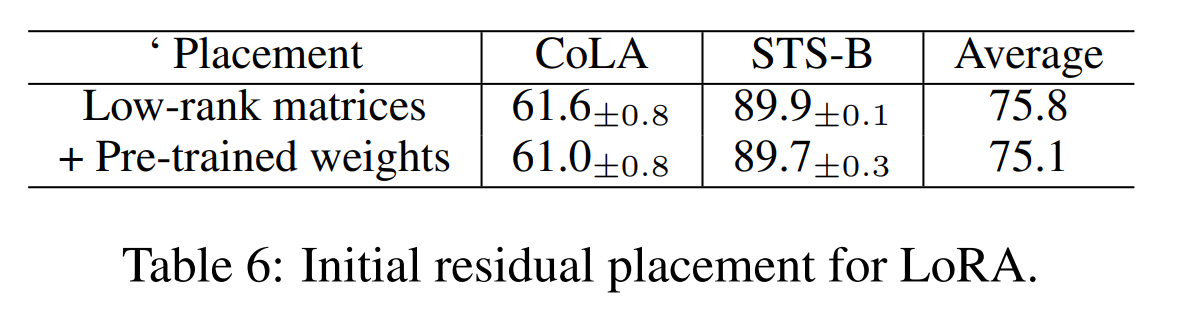 ‘ Placement CoLA STS-B Average
Low-rank matrices 61.6±0.8 89.9±0.1 75.8
+ Pre-trained weights 61.0±0.8 89.7±0.3 75.1
Table 6: Initial residual placement for LoRA.